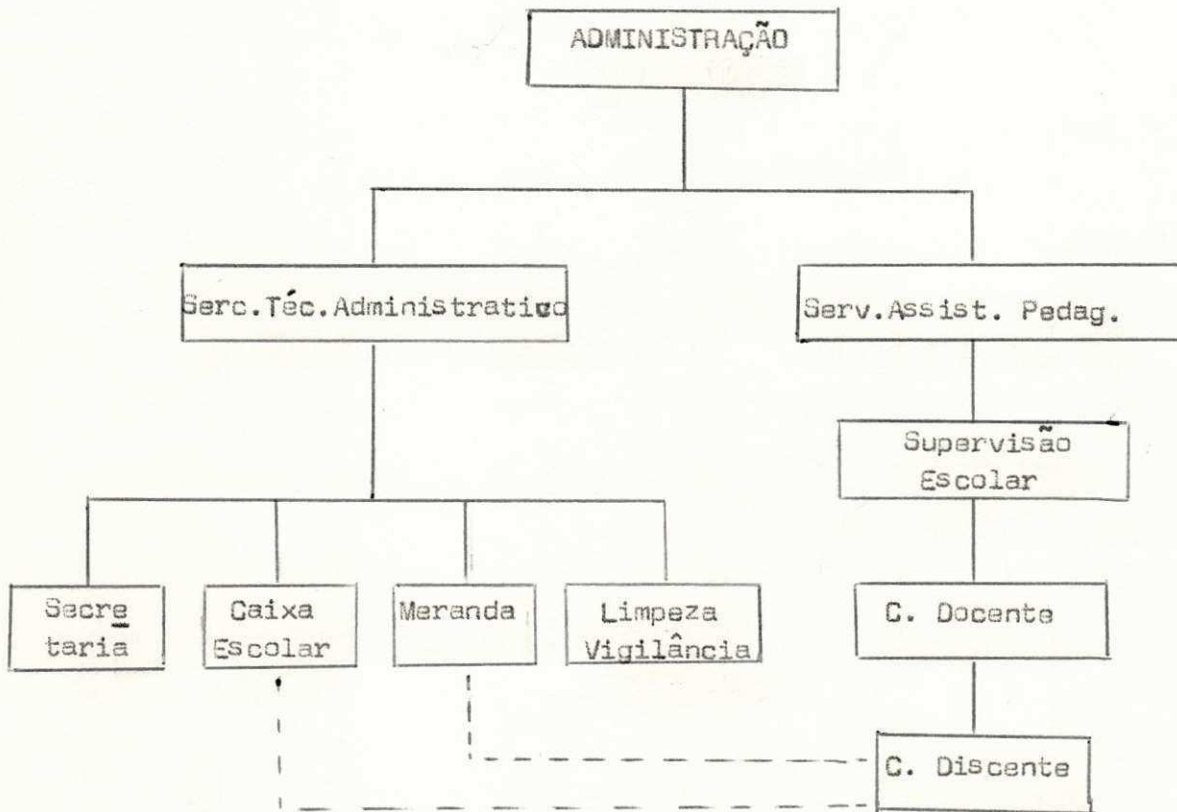 ADMINISTRAÇÃO
Serc.Téc.Administratico
Serv.Assist. Pedag.
Supervisão
Escolar
Secre
taria
Caixa
Escolar
Meranda
Limpeza
Vigilância
C. Docente
C. Discente